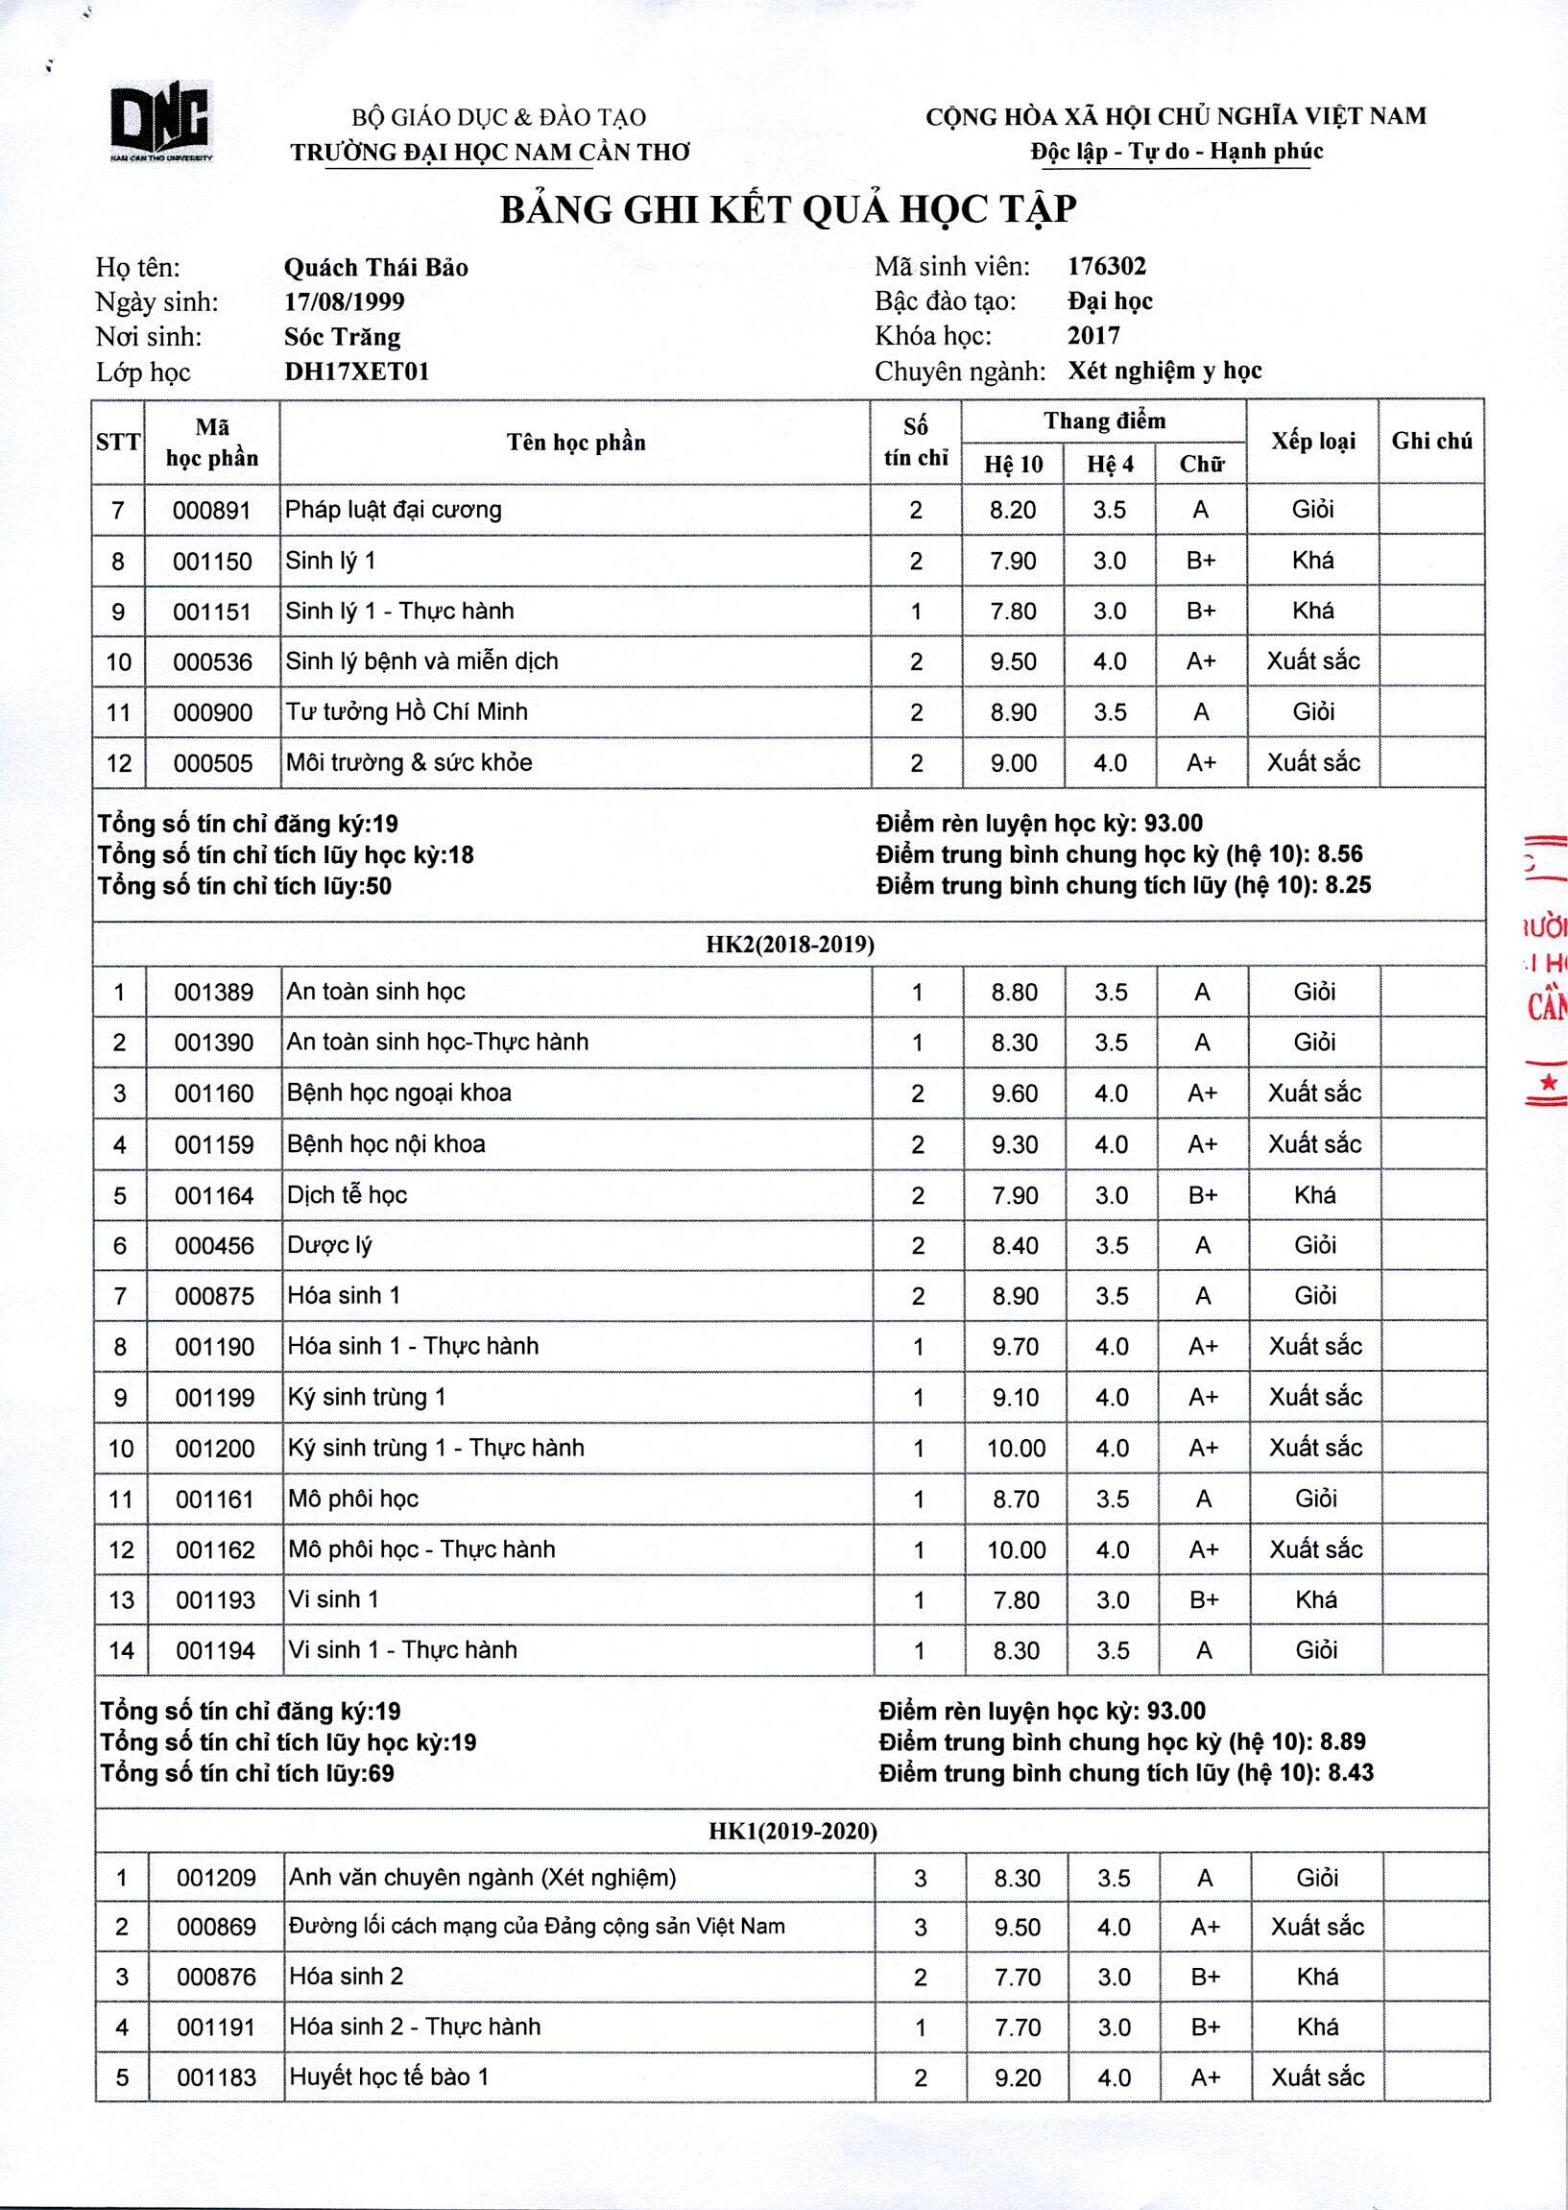 DNC
NAM CAN THO UNIVERSITY
BỘ GIÁO DỤC & ĐÀO TẠO
TRƯỜNG ĐẠI HỌC NAM CẦN THƠ
CỘNG HÒA XÃ HỘI CHỦ NGHĨA VIỆT NAM
Độc lập - Tự do - Hạnh phúc
BẢNG GHI KẾT QUẢ HỌC TẬP
Họ tên: Quách Thái Bảo
Ngày sinh: 17/08/1999
Nơi sinh: Sóc Trăng
Lớp học DH17XET01
Mã sinh viên: 176302
Bậc đào tạo: Đại học
Khóa học: 2017
Chuyên ngành: Xét nghiệm y học
STT Mã học phần Tên học phần Số tín chỉ Thang điểm Xếp loại Ghi chú
Hệ 10 Hệ 4 Chữ
7 000891 Pháp luật đại cương 2 8.20 3.5 A Giỏi
8 001150 Sinh lý 1 2 7.90 3.0 B+ Khá
9 001151 Sinh lý 1 - Thực hành 1 7.80 3.0 B+ Khá
10 000536 Sinh lý bệnh và miễn dịch 2 9.50 4.0 A+ Xuất sắc
11 000900 Tư tưởng Hồ Chí Minh 2 8.90 3.5 A Giỏi
12 000505 Môi trường & sức khỏe 2 9.00 4.0 A+ Xuất sắc
Tổng số tín chỉ đăng ký:19
Tổng số tín chỉ tích lũy học kỳ:18
Tổng số tín chỉ tích lũy:50
Điểm rèn luyện học kỳ: 93.00
Điểm trung bình chung học kỳ (hệ 10): 8.56
Điểm trung bình chung tích lũy (hệ 10): 8.25
HK2(2018-2019)
1 001389 An toàn sinh học 1 8.80 3.5 A Giỏi
2 001390 An toàn sinh học-Thực hành 1 8.30 3.5 A Giỏi
3 001160 Bệnh học ngoại khoa 2 9.60 4.0 A+ Xuất sắc
4 001159 Bệnh học nội khoa 2 9.30 4.0 A+ Xuất sắc
5 001164 Dịch tễ học 2 7.90 3.0 B+ Khá
6 000456 Dược lý 2 8.40 3.5 A Giỏi
7 000875 Hóa sinh 1 2 8.90 3.5 A Giỏi
8 001190 Hóa sinh 1 - Thực hành 1 9.70 4.0 A+ Xuất sắc
9 001199 Ký sinh trùng 1 1 9.10 4.0 A+ Xuất sắc
10 001200 Ký sinh trùng 1 - Thực hành 1 10.00 4.0 A+ Xuất sắc
11 001161 Mô phôi học 1 8.70 3.5 A Giỏi
12 001162 Mô phôi học - Thực hành 1 10.00 4.0 A+ Xuất sắc
13 001193 Vi sinh 1 1 7.80 3.0 B+ Khá
14 001194 Vi sinh 1 - Thực hành 1 8.30 3.5 A Giỏi
Tổng số tín chỉ đăng ký:19
Tổng số tín chỉ tích lũy học kỳ:19
Tổng số tín chỉ tích lũy:69
Điểm rèn luyện học kỳ: 93.00
Điểm trung bình chung học kỳ (hệ 10): 8.89
Điểm trung bình chung tích lũy (hệ 10): 8.43
HK1(2019-2020)
1 001209 Anh văn chuyên ngành (Xét nghiệm) 3 8.30 3.5 A Giỏi
2 000869 Đường lối cách mạng của Đảng cộng sản Việt Nam 3 9.50 4.0 A+ Xuất sắc
3 000876 Hóa sinh 2 2 7.70 3.0 B+ Khá
4 001191 Hóa sinh 2 - Thực hành 1 7.70 3.0 B+ Khá
5 001183 Huyết học tế bào 1 2 9.20 4.0 A+ Xuất sắc
CẦN